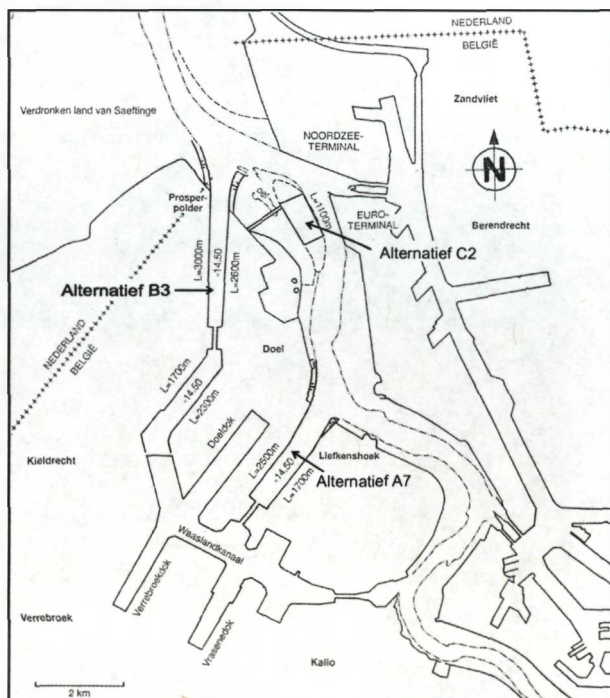 NEDERLAND
BELGIË
Verdronken land van Saeftinge
Zandvliet
NOORDZEE-
TERMINAL
N
Prosper-
polder
L=1100m
EURO-
TERMINAL
Berendrecht
Alternatief C2
L=3000m
-14.50
L=2600m
Alternatief B3
NEDERLAND
BELGIË
Doel
L=1700m
-14.50
L=2300m
Doeldok
Kieldrecht
L=2500m
-14.50
L=1700m
Liefkenshoek
Alternatief A7
Waaslandkanaal
Verrebroekdok
Vrasenedok
Verrebroek
Kallo
2 km